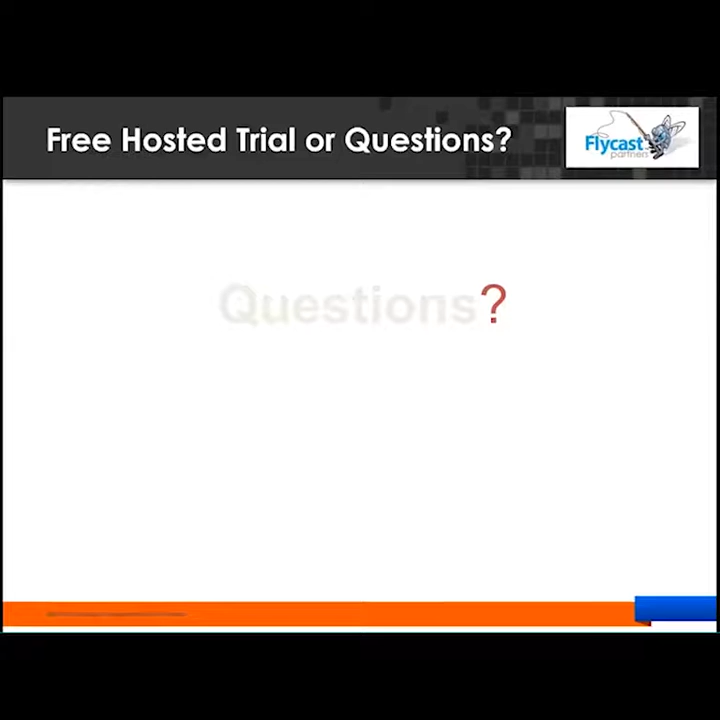 Free Hosted Trial or Questions?
Flycast
partners
Questions?